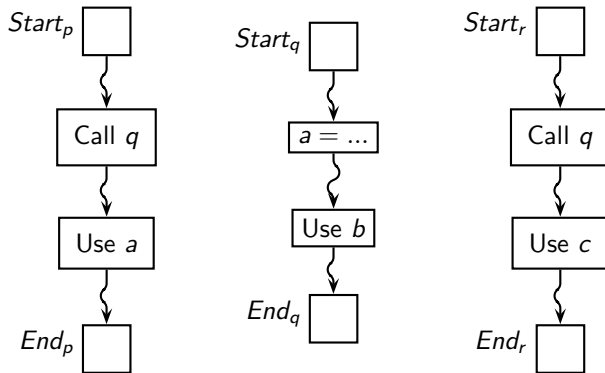 Start_p
Call q
Use a
End_p
Start_q
a = ...
Use b
End_q
Start_r
Call q
Use c
End_r